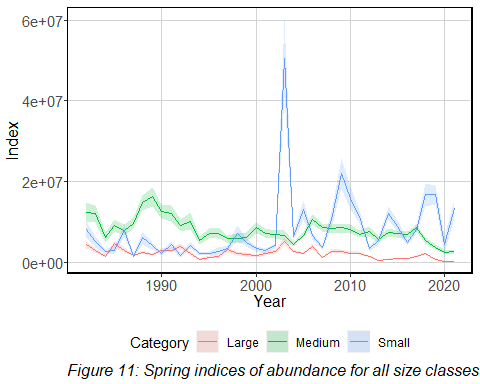 6e+07
4e+07
2e+07
0e+00
Index
1990 2000 2010 2020
Year
Category Large Medium Small
Figure 11: Spring indices of abundance for all size classes